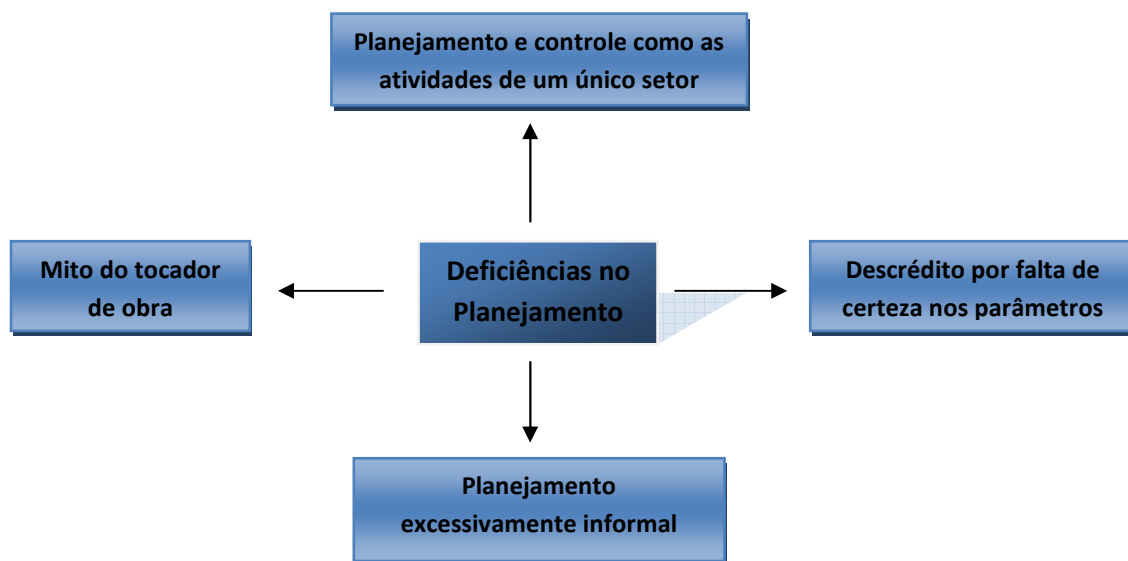 Planejamento e controle como as
atividades de um único setor
Mito do tocador
de obra
Deficiências no
Planejamento
Descrédito por falta de
certeza nos parâmetros
Planejamento
excessivamente informal